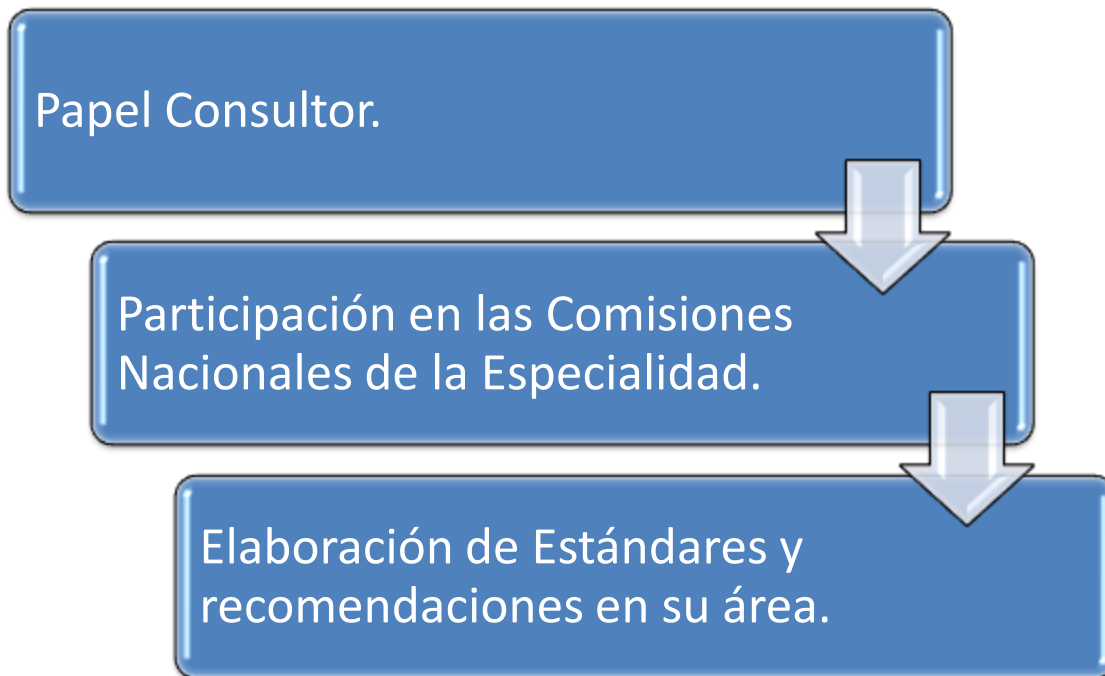 Papel Consultor.
Participación en las Comisiones
Nacionales de la Especialidad.
Elaboración de Estándares y
recomendaciones en su área.